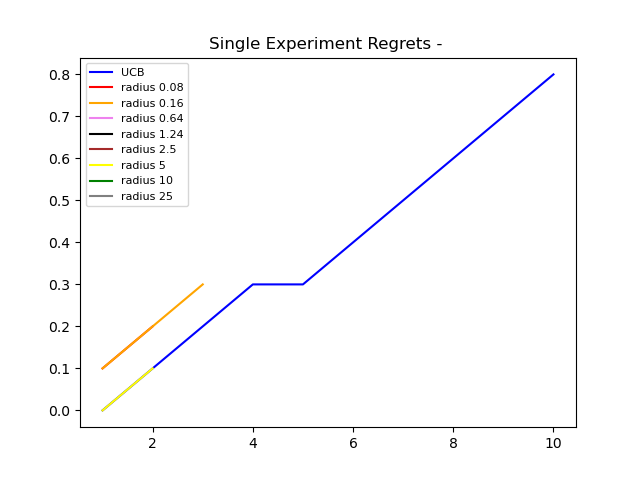 Single Experiment Regrets -
UCB
radius 0.08
radius 0.16
radius 0.64
radius 1.24
radius 2.5
radius 5
radius 10
radius 25
0.8
0.7
0.6
0.5
0.4
0.3
0.2
0.1
0.0
2 4 6 8 10